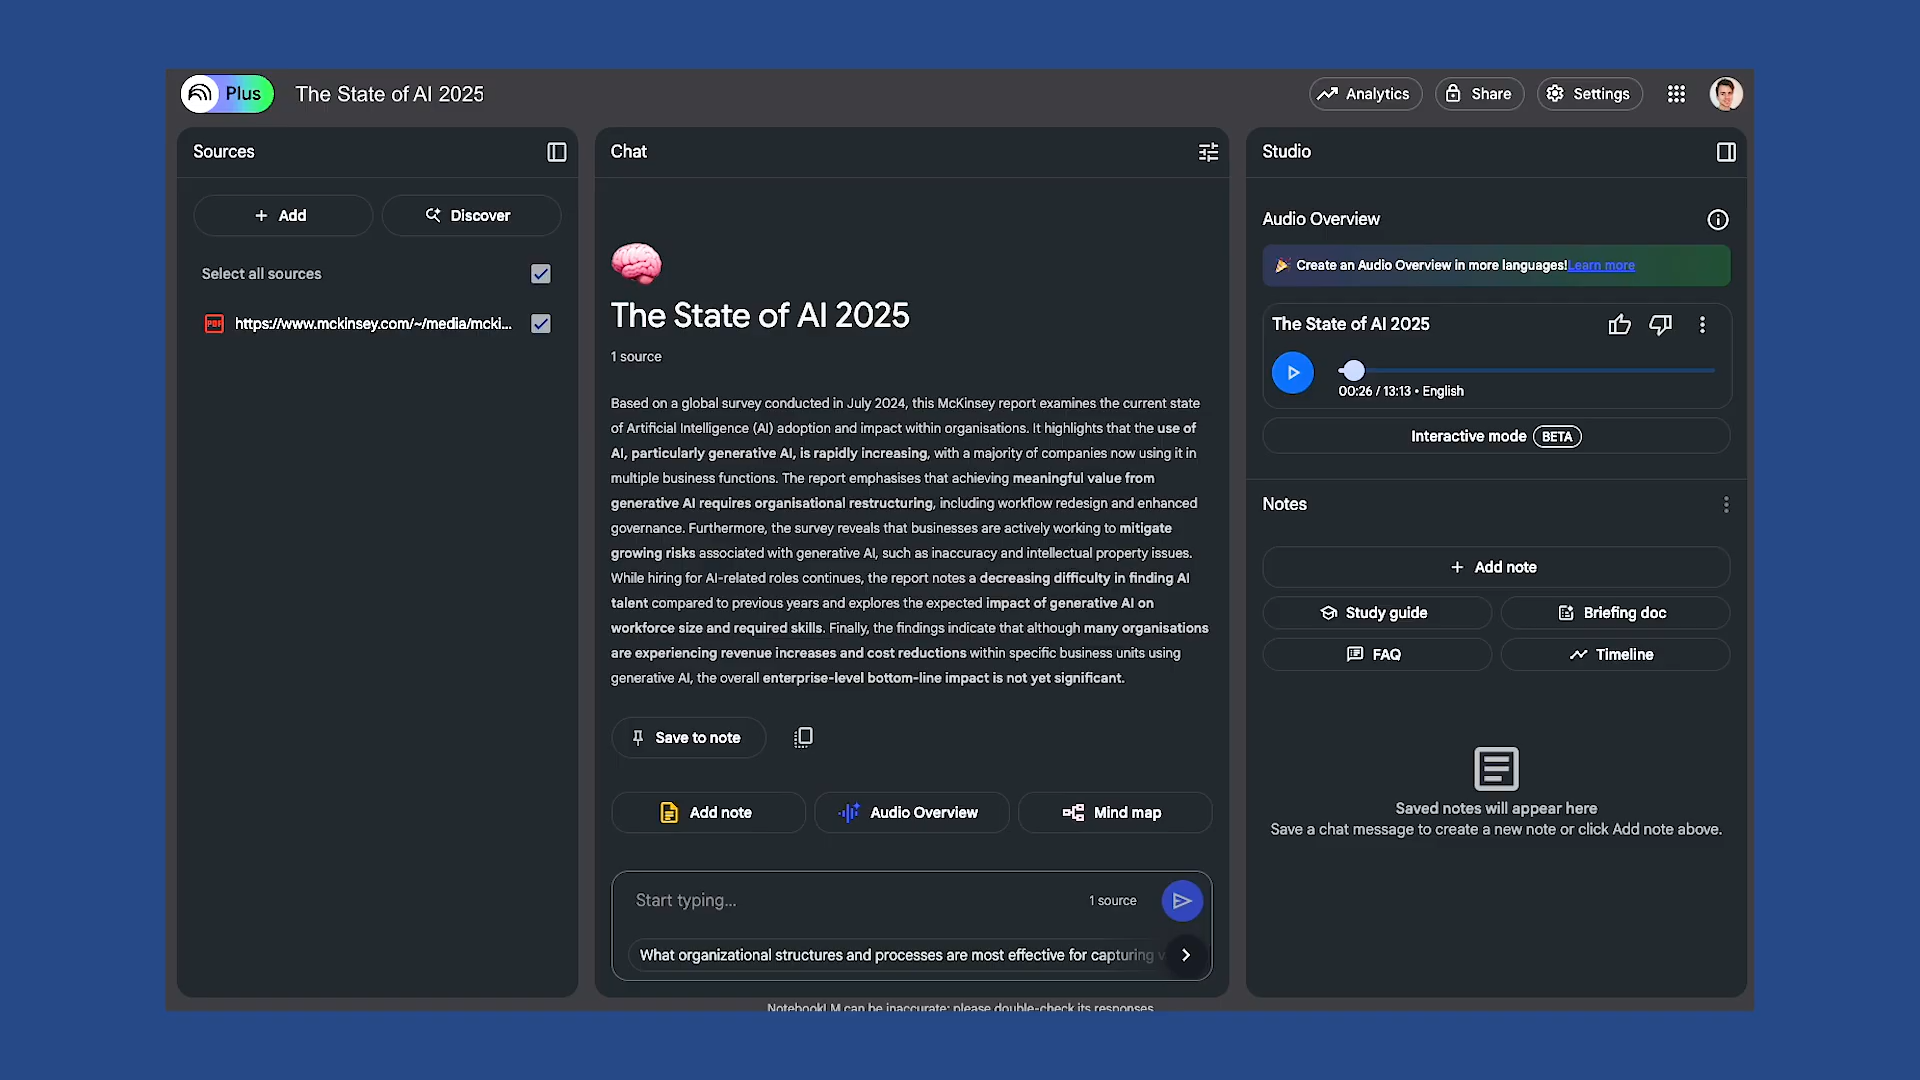 Plus
The State of AI 2025
Analytics
Share
Settings
Sources
Add
Discover
Select all sources
PDF
https://www.mckinsey.com/~/media/mcki...
Chat
The State of AI 2025
1 source
Based on a global survey conducted in July 2024, this McKinsey report examines the current state
of Artificial Intelligence (AI) adoption and impact within organisations. It highlights that the use of
AI, particularly generative AI, is rapidly increasing, with a majority of companies now using it in
multiple business functions. The report emphasises that achieving meaningful value from
generative AI requires organisational restructuring, including workflow redesign and enhanced
governance. Furthermore, the survey reveals that businesses are actively working to mitigate
growing risks associated with generative AI, such as inaccuracy and intellectual property issues.
While hiring for AI-related roles continues, the report notes a decreasing difficulty in finding AI
talent compared to previous years and explores the expected impact of generative AI on
workforce size and required skills. Finally, the findings indicate that although many organisations
are experiencing revenue increases and cost reductions within specific business units using
generative AI, the overall enterprise-level bottom-line impact is not yet significant.
Save to note
Add note
Audio Overview
Mind map
Start typing...
1 source
What organizational structures and processes are most effective for capturing v
NotebookLM can be inaccurate; please double-check its responses.
Studio
Audio Overview
Create an Audio Overview in more languages!Learn more
The State of AI 2025
00:26 / 13:13 • English
Interactive mode BETA
Notes
Add note
Study guide
Briefing doc
FAQ
Timeline
Saved notes will appear here
Save a chat message to create a new note or click Add note above.